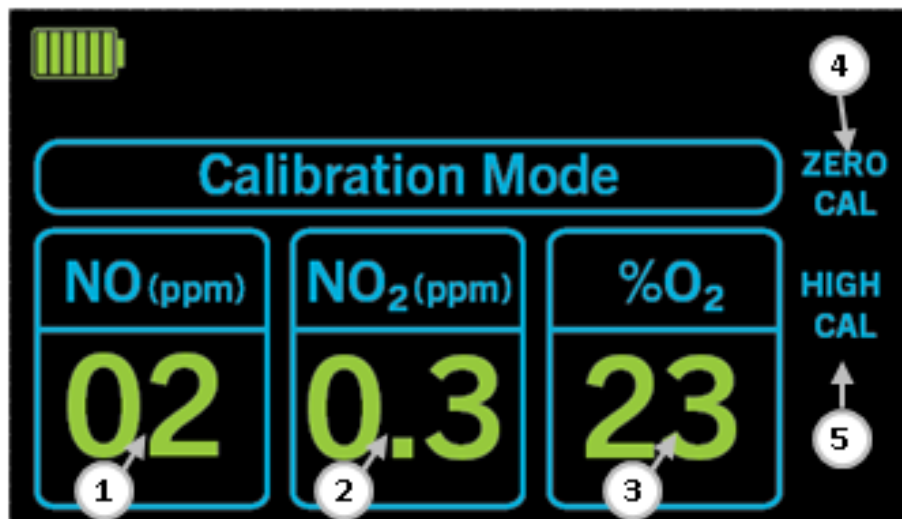 4
Calibration Mode
ZERO
CAL
NO (ppm)
NO₂ (ppm)
%O₂
HIGH
CAL
02
0.3
23
1
2
3
5